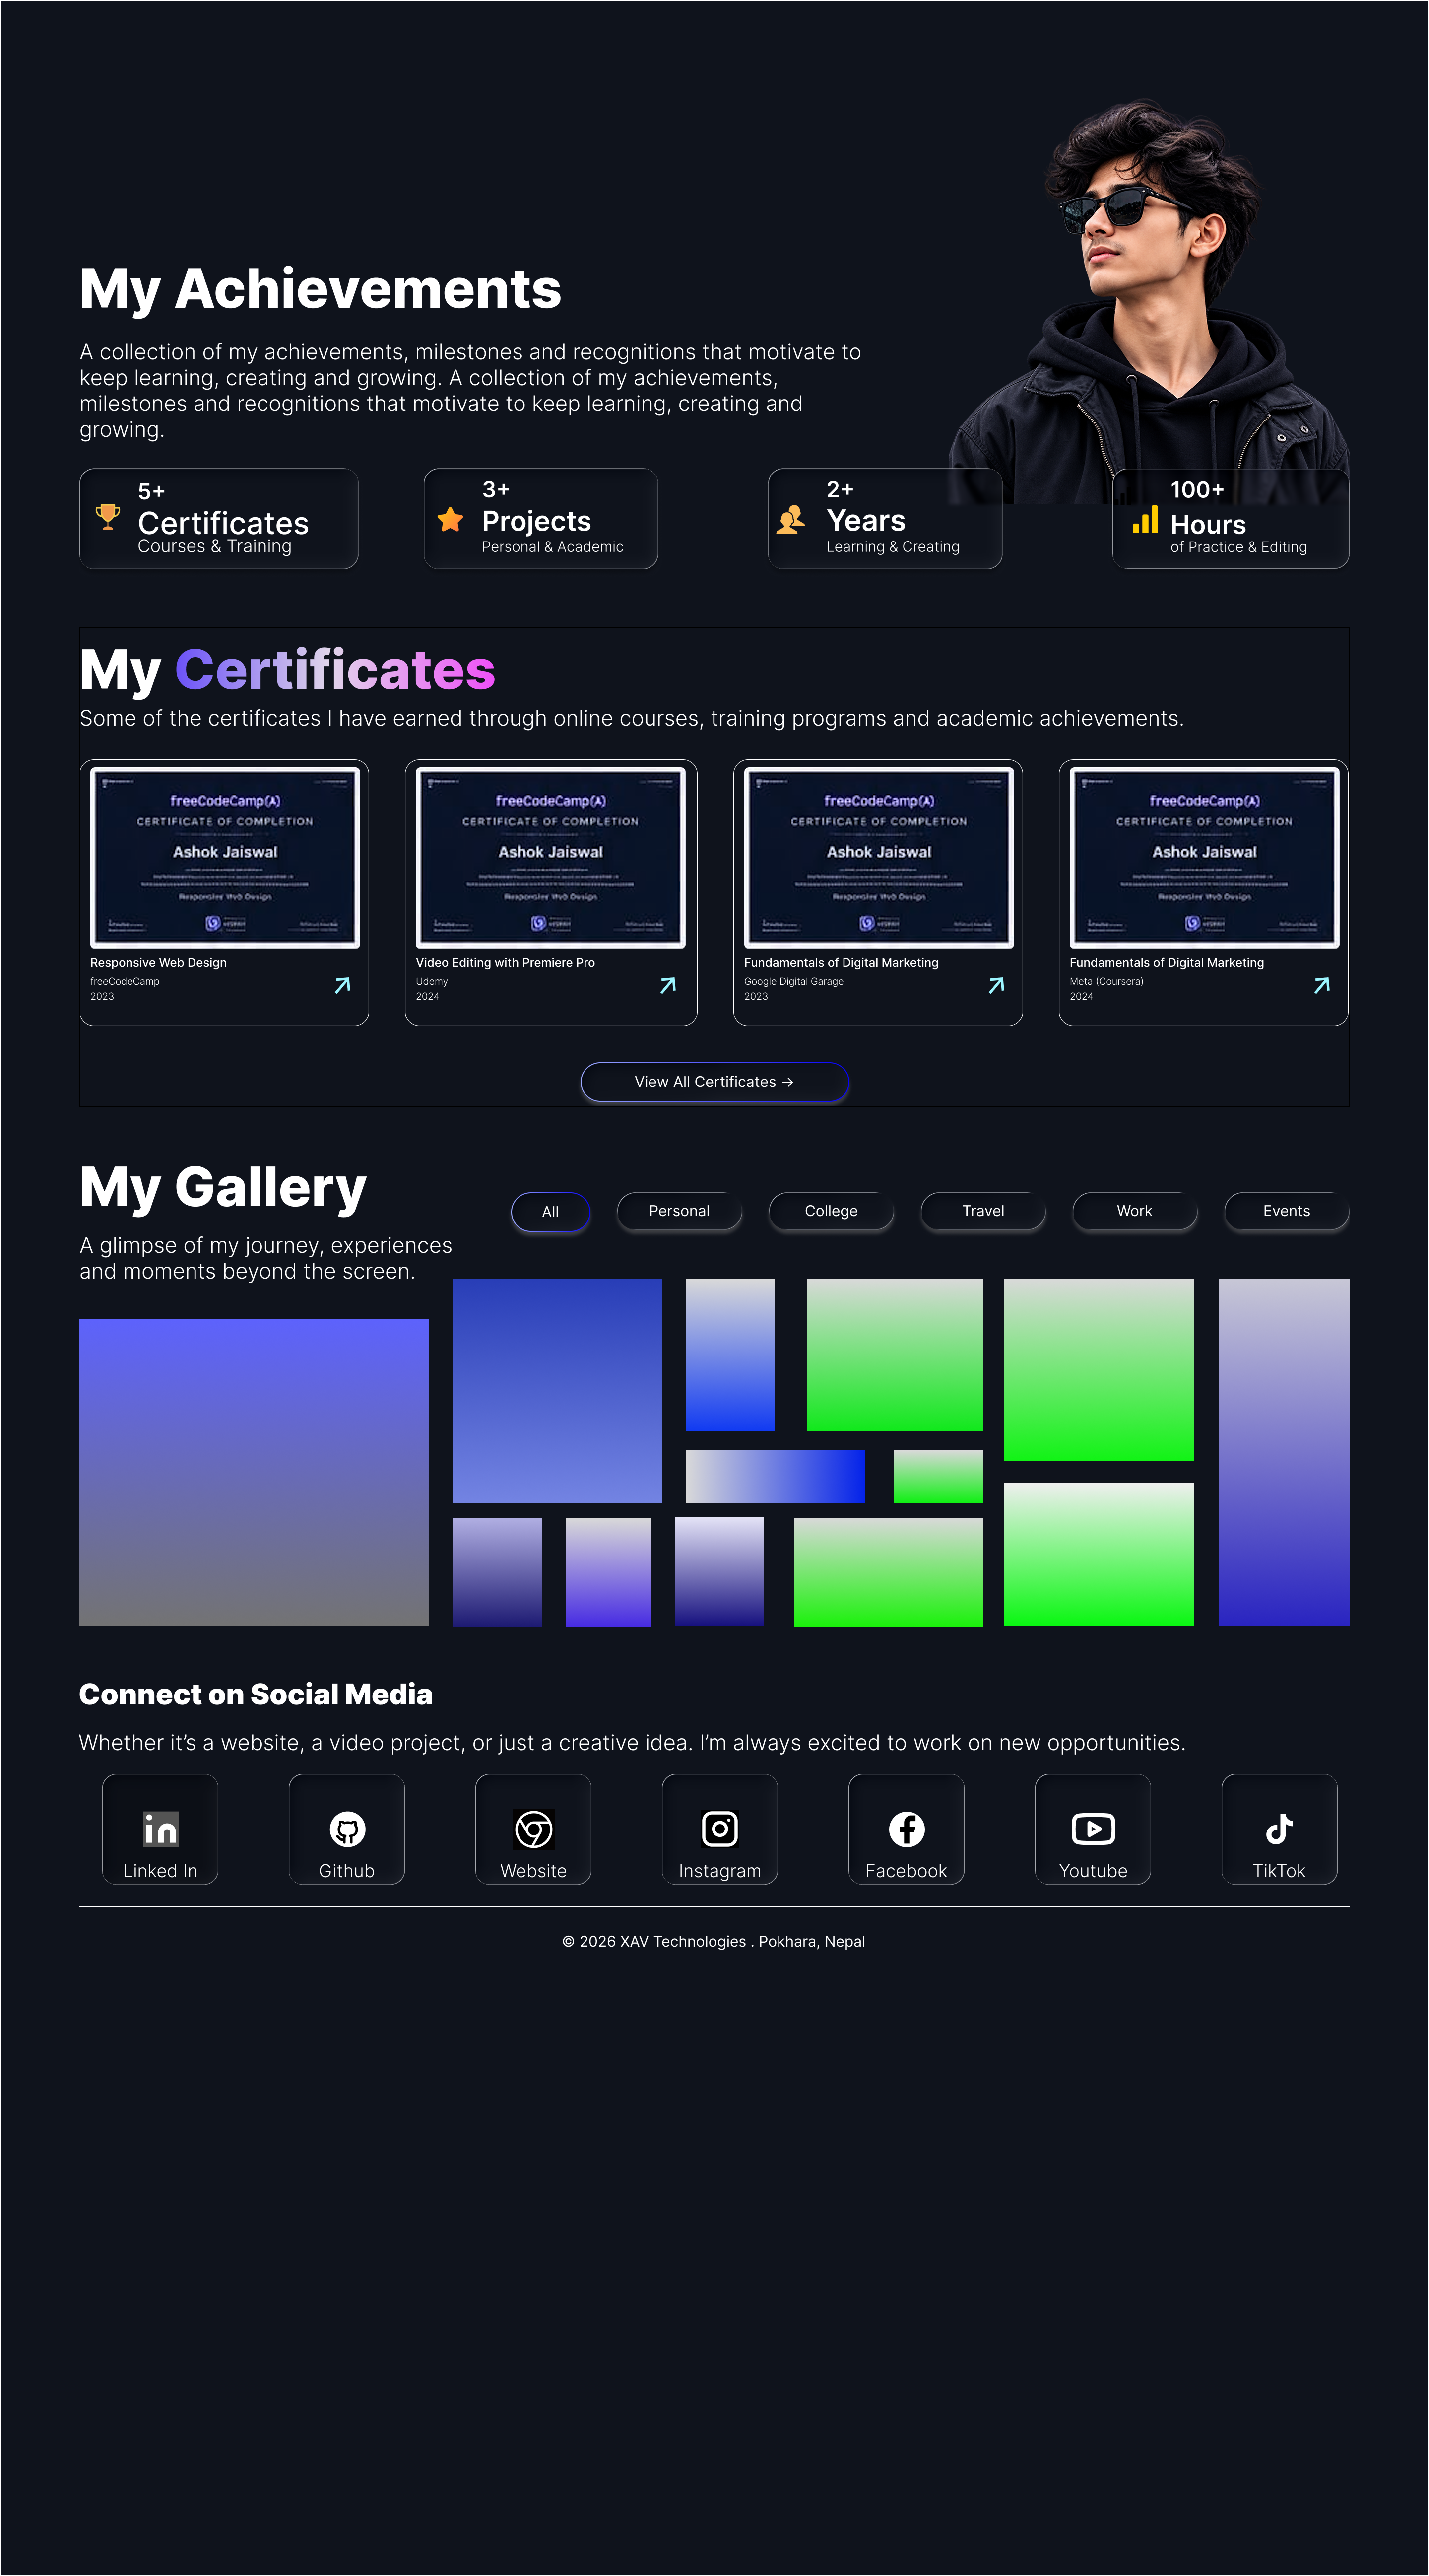 My Achievements
A collection of my achievements, milestones and recognitions that motivate to
keep learning, creating and growing. A collection of my achievements,
milestones and recognitions that motivate to keep learning, creating and
growing.
5+
Certificates
Courses & Training
3+
Projects
Personal & Academic
2+
Years
Learning & Creating
100+
Hours
of Practice & Editing
My Certificates
Some of the certificates I have earned through online courses, training programs and academic achievements.
freeCodeCamp(A)
CERTIFICATE OF COMPLETION
Ashok Jaiswal
Responsive Web Design
Responsive Web Design
freeCodeCamp
2023
freeCodeCamp(A)
CERTIFICATE OF COMPLETION
Ashok Jaiswal
Responsive Web Design
Video Editing with Premiere Pro
Udemy
2024
freeCodeCamp(A)
CERTIFICATE OF COMPLETION
Ashok Jaiswal
Responsive Web Design
Fundamentals of Digital Marketing
Google Digital Garage
2023
freeCodeCamp(A)
CERTIFICATE OF COMPLETION
Ashok Jaiswal
Responsive Web Design
Fundamentals of Digital Marketing
Meta (Coursera)
2024
View All Certificates →
My Gallery
A glimpse of my journey, experiences
and moments beyond the screen.
All
Personal
College
Travel
Work
Events
Connect on Social Media
Whether it’s a website, a video project, or just a creative idea. I’m always excited to work on new opportunities.
Linked In
Github
Website
Instagram
Facebook
Youtube
TikTok
© 2026 XAV Technologies . Pokhara, Nepal